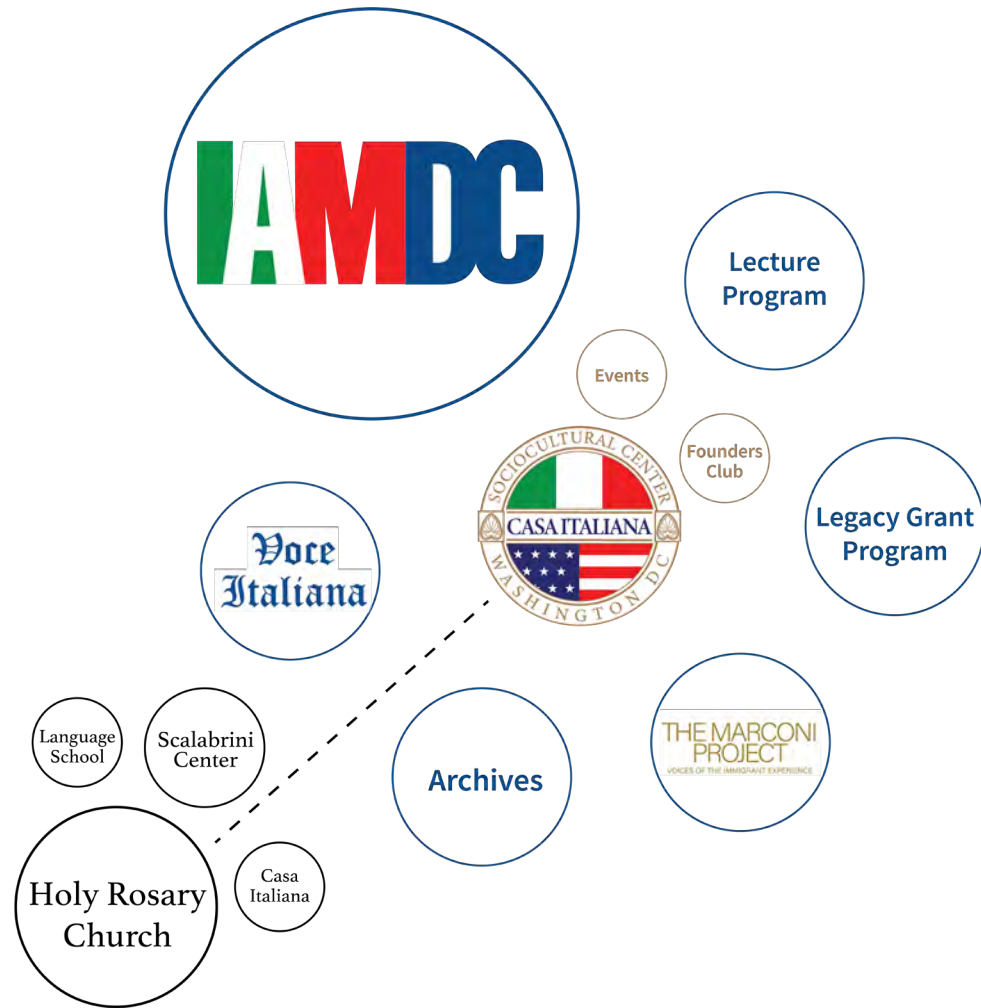 IAMDC
Lecture
Program
Events
Founders
Club
SOCIOCULTURAL CENTER
CASA ITALIANA
WASHINGTON DC
Legacy Grant
Program
Voce
Italiana
Language
School
Scalabrini
Center
Archives
THE MARCONI
PROJECT
VOICES OF THE IMMIGRANT EXPERIENCE
Holy Rosary
Church
Casa
Italiana